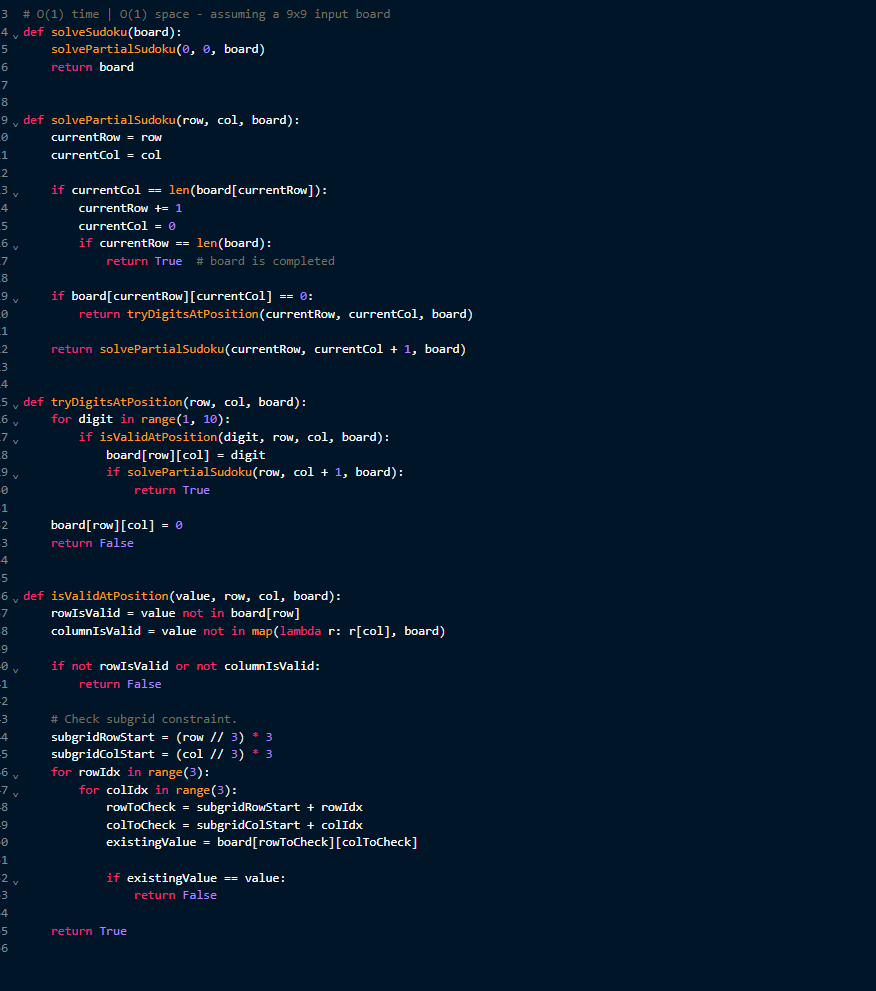 3 # O(1) time | O(1) space - assuming a 9x9 input board
4 def solveSudoku(board):
5     solvePartialSudoku(0, 0, board)
6     return board
7
8
9 def solvePartialSudoku(row, col, board):
0     currentRow = row
1     currentCol = col
2
3     if currentCol == len(board[currentRow]):
4         currentRow += 1
5         currentCol = 0
6         if currentRow == len(board):
7             return True  # board is completed
8
9     if board[currentRow][currentCol] == 0:
0         return tryDigitsAtPosition(currentRow, currentCol, board)
1
2     return solvePartialSudoku(currentRow, currentCol + 1, board)
3
4
5 def tryDigitsAtPosition(row, col, board):
6     for digit in range(1, 10):
7         if isValidAtPosition(digit, row, col, board):
8             board[row][col] = digit
9             if solvePartialSudoku(row, col + 1, board):
0                 return True
1
2     board[row][col] = 0
3     return False
4
5
6 def isValidAtPosition(value, row, col, board):
7     rowIsValid = value not in board[row]
8     columnIsValid = value not in map(lambda r: r[col], board)
9
0     if not rowIsValid or not columnIsValid:
1         return False
2
3     # Check subgrid constraint.
4     subgridRowStart = (row // 3) * 3
5     subgridColStart = (col // 3) * 3
6     for rowIdx in range(3):
7         for colIdx in range(3):
8             rowToCheck = subgridRowStart + rowIdx
9             colToCheck = subgridColStart + colIdx
0             existingValue = board[rowToCheck][colToCheck]
1
2             if existingValue == value:
3                 return False
4
5     return True
6